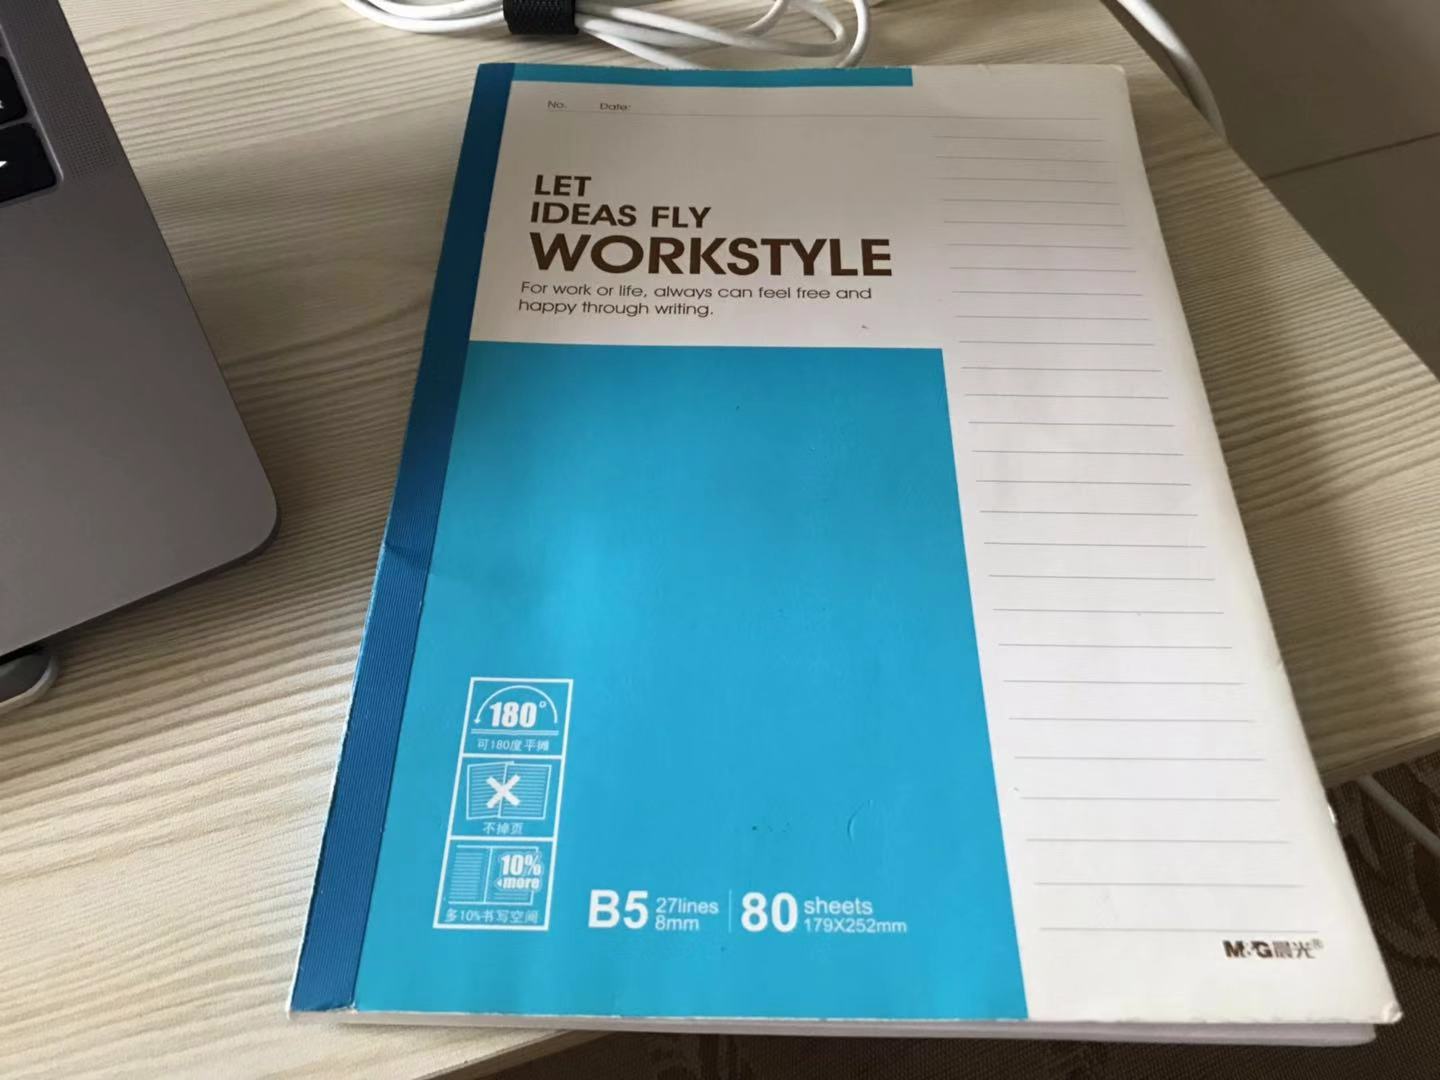 No. Date:
LET
IDEAS FLY
WORKSTYLE
For work or life, always can feel free and
happy through writing.
180°
可180度平摊
不掉页
10%
more
多10%书写空间
B5 27lines 8mm
80 sheets 179X252mm
M&G晨光®